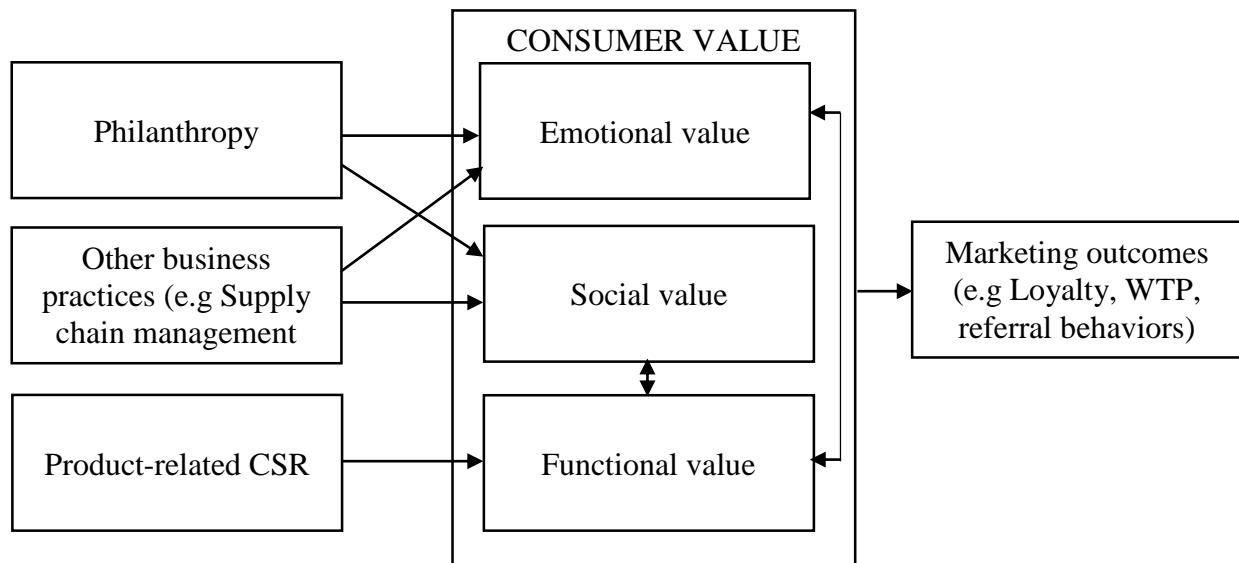 CONSUMER VALUE
Philanthropy
Emotional value
Other business
practices (e.g Supply
chain management
Social value
Marketing outcomes
(e.g Loyalty, WTP,
referral behaviors)
Product-related CSR
Functional value